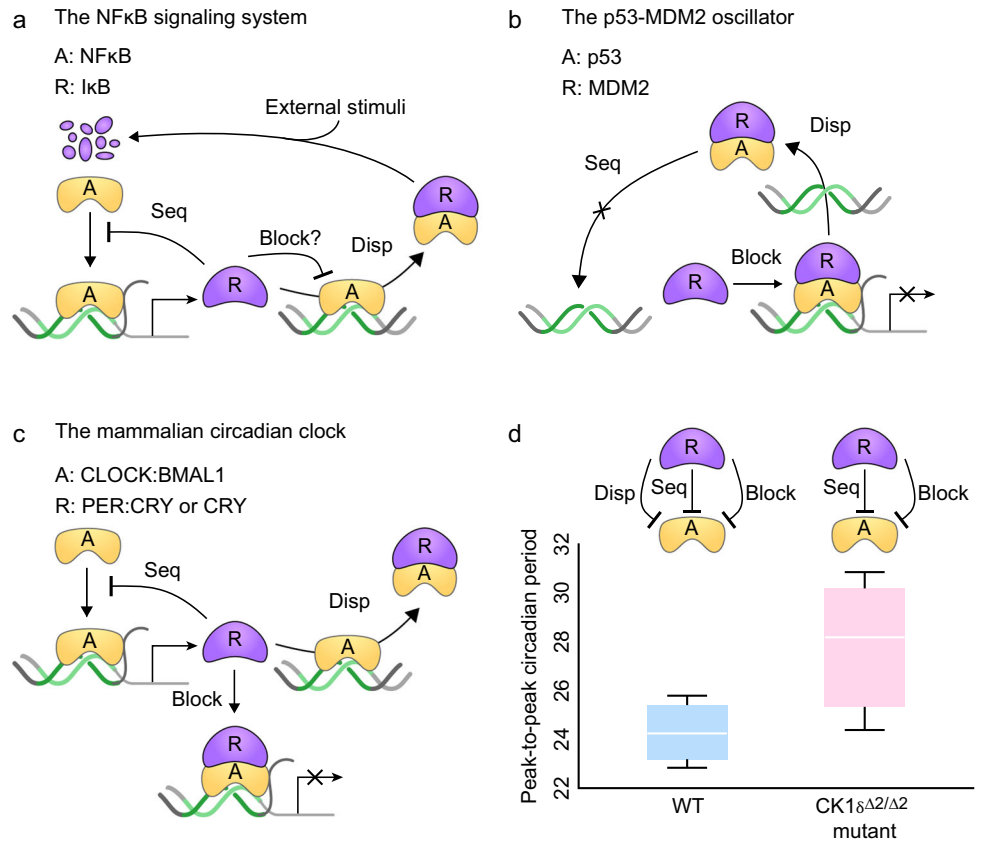 a The NFκB signaling system
A: NFκB
R: IκB
External stimuli
A
Seq
Block?
Disp
R
A
A
R
A
b The p53-MDM2 oscillator
A: p53
R: MDM2
R
A
Disp
Seq
Block
R
R
A
c The mammalian circadian clock
A: CLOCK:BMAL1
R: PER:CRY or CRY
A
Seq
Disp
R
A
A
R
A
Block
R
A
d
R
R
Disp
Seq
Block
Seq
Block
A
A
Peak-to-peak circadian period
32
30
28
26
24
22
WT
CK1δΔ2/Δ2
mutant